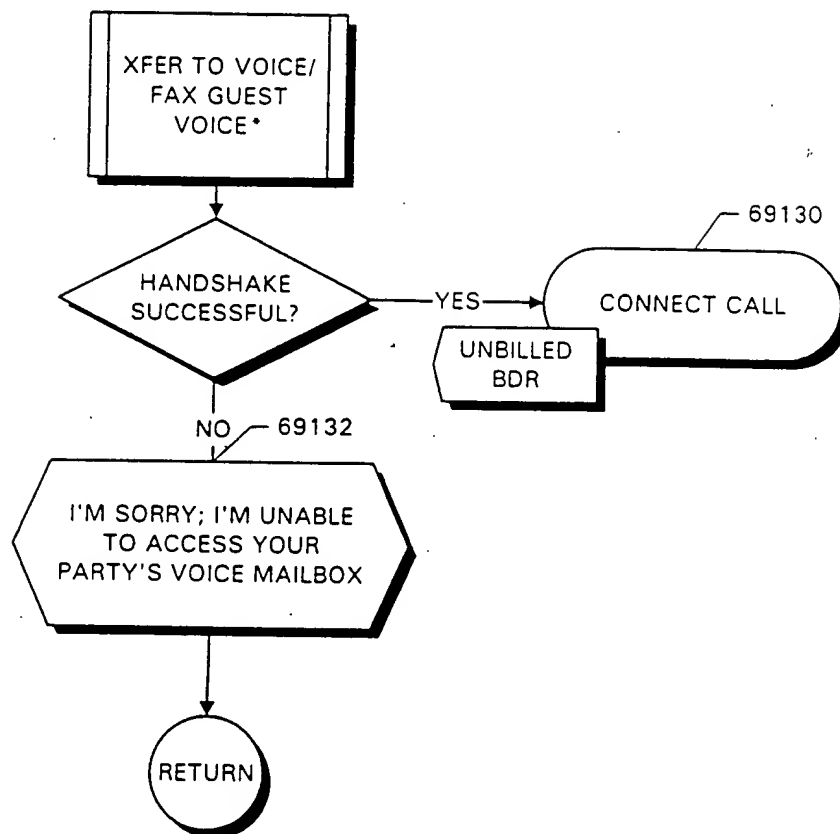 XFER TO VOICE/
FAX GUEST
VOICE*
HANDSHAKE
SUCCESSFUL?
YES
69130
CONNECT CALL
UNBILLED
BDR
NO
69132
I'M SORRY; I'M UNABLE
TO ACCESS YOUR
PARTY'S VOICE MAILBOX
RETURN